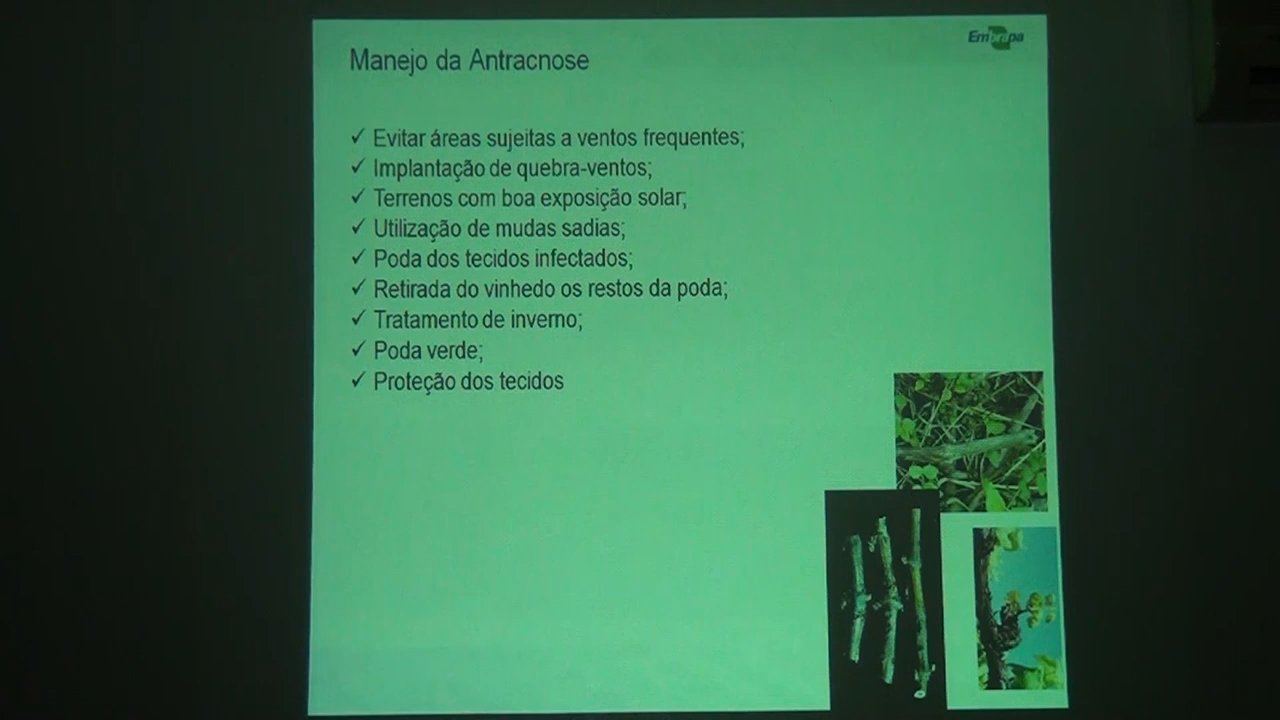 Embrapa
Manejo da Antracnose
✓ Evitar áreas sujeitas a ventos frequentes;
✓ Implantação de quebra-ventos;
✓ Terrenos com boa exposição solar;
✓ Utilização de mudas sadias;
✓ Poda dos tecidos infectados;
✓ Retirada do vinhedo os restos da poda;
✓ Tratamento de inverno;
✓ Poda verde;
✓ Proteção dos tecidos